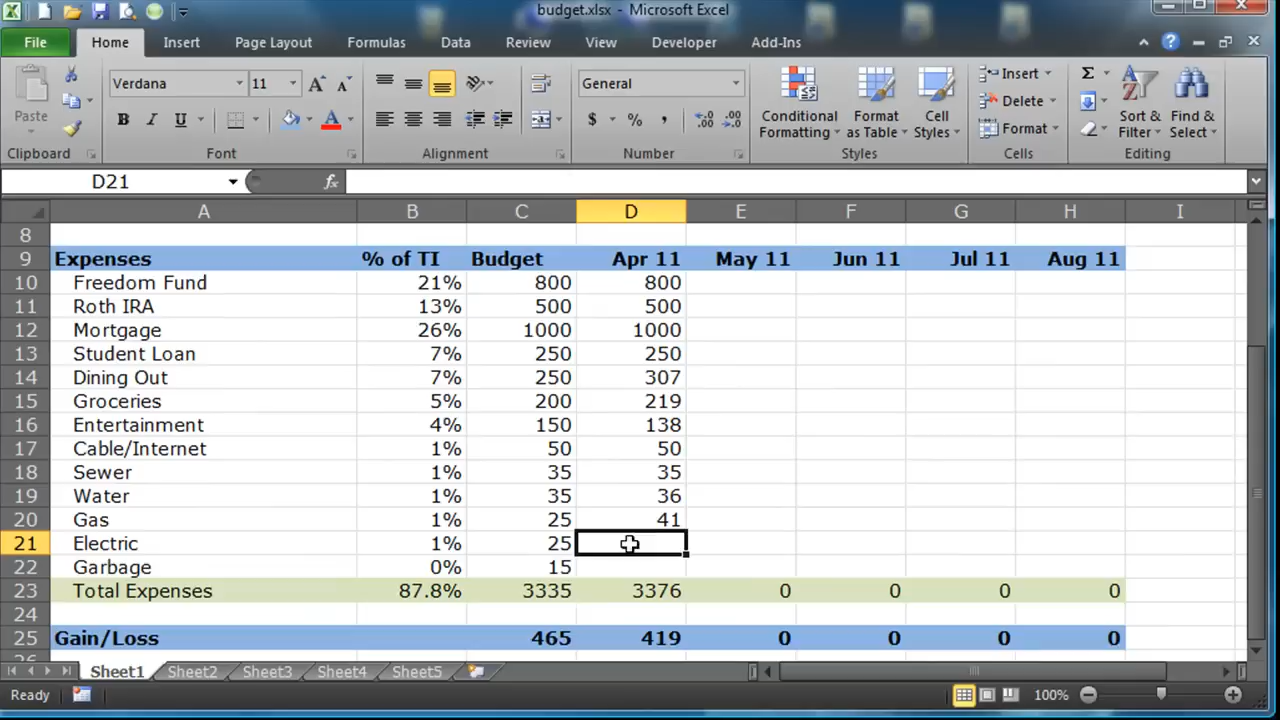 budget.xlsx - Microsoft Excel
File Home Insert Page Layout Formulas Data Review View Developer Add-Ins
Verdana 11 General Insert Σ
Paste Delete
B I U $ % , Conditional Formatting Format as Table Cell Styles Format Sort & Filter Find & Select
Clipboard Font Alignment Number Styles Cells Editing
D21 fx
A B C D E F G H I
8
9 Expenses % of TI Budget Apr 11 May 11 Jun 11 Jul 11 Aug 11
10 Freedom Fund 21% 800 800
11 Roth IRA 13% 500 500
12 Mortgage 26% 1000 1000
13 Student Loan 7% 250 250
14 Dining Out 7% 250 307
15 Groceries 5% 200 219
16 Entertainment 4% 150 138
17 Cable/Internet 1% 50 50
18 Sewer 1% 35 35
19 Water 1% 35 36
20 Gas 1% 25 41
21 Electric 1% 25
22 Garbage 0% 15
23 Total Expenses 87.8% 3335 3376 0 0 0 0
24
25 Gain/Loss 465 419 0 0 0 0
26
Sheet1 Sheet2 Sheet3 Sheet4 Sheet5
Ready 100%